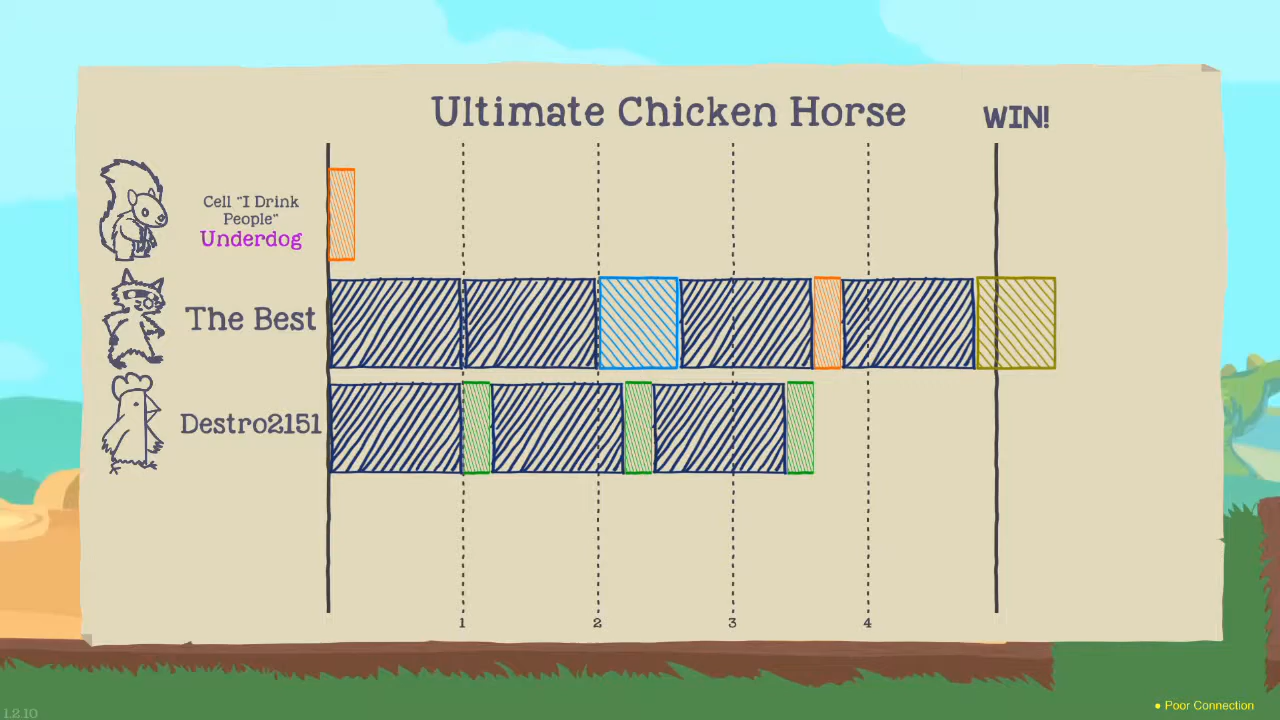 Ultimate Chicken Horse
WIN!
Cell "I Drink
People"
Underdog
The Best
Destro2151
1 2 3 4
1.2.10
Poor Connection